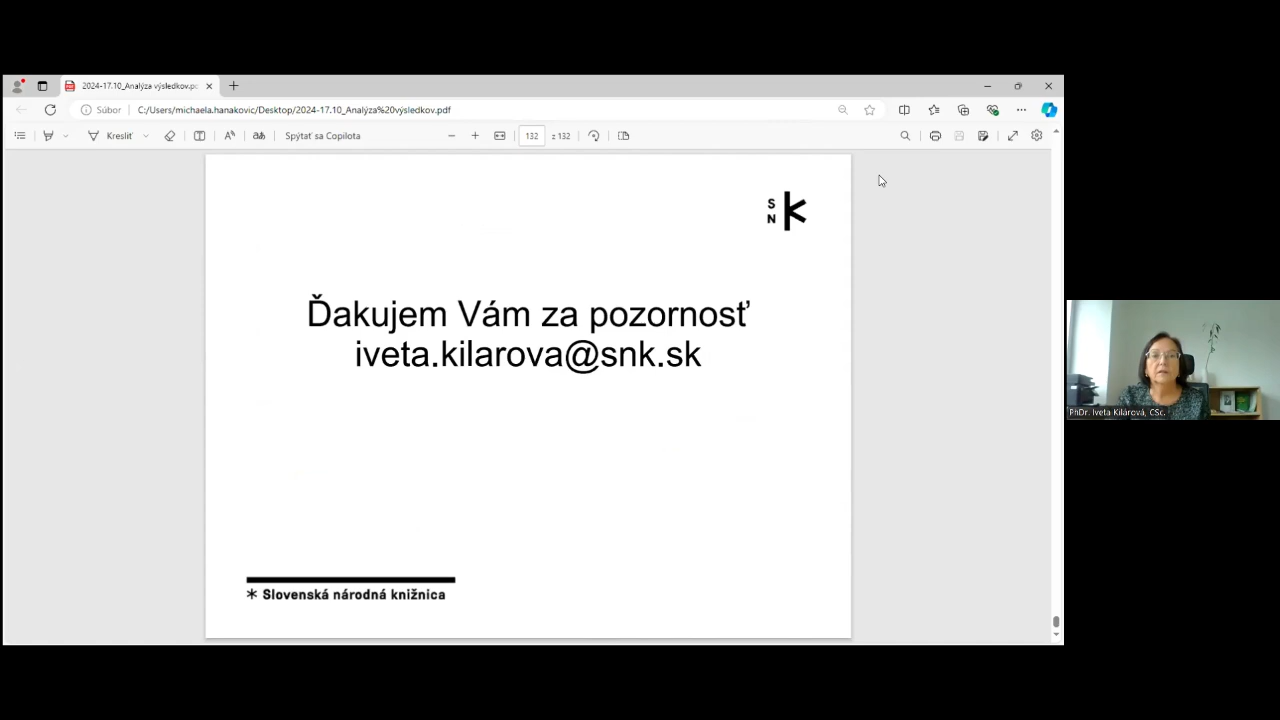 2024-17.10_Analýza výsledkov.pc
Súbor
C:/Users/michaela.hanakovic/Desktop/2024-17.10_Analýza%20výsledkov.pdf
Kresliť
Spýtať sa Copilota
132
z 132
S
N
k
Ďakujem Vám za pozornosť
iveta.kilarova@snk.sk
* Slovenská národná knižnica
PhDr. Iveta Kilárová, CSc.